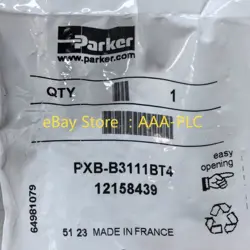 Parker
www.parker.com
QTY 1
eBay Store : AAA-PLC
PXB-B3111BT4
12158439
easy
opening
64981079
51 23 MADE IN FRANCE